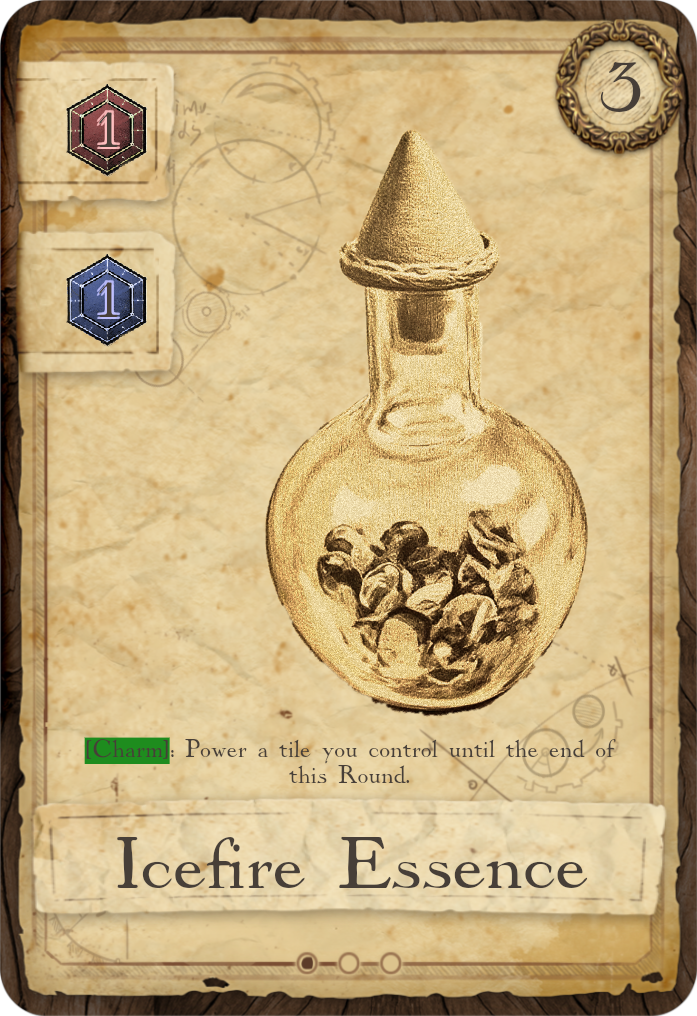 1
3
1
[Charm]: Power a tile you control until the end of
this Round.
Icefire Essence